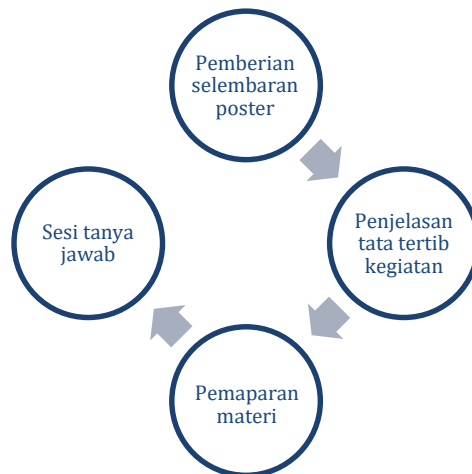 Pemberian
selembaran
poster
Penjelasan
tata tertib
kegiatan
Pemaparan
materi
Sesi tanya
jawab